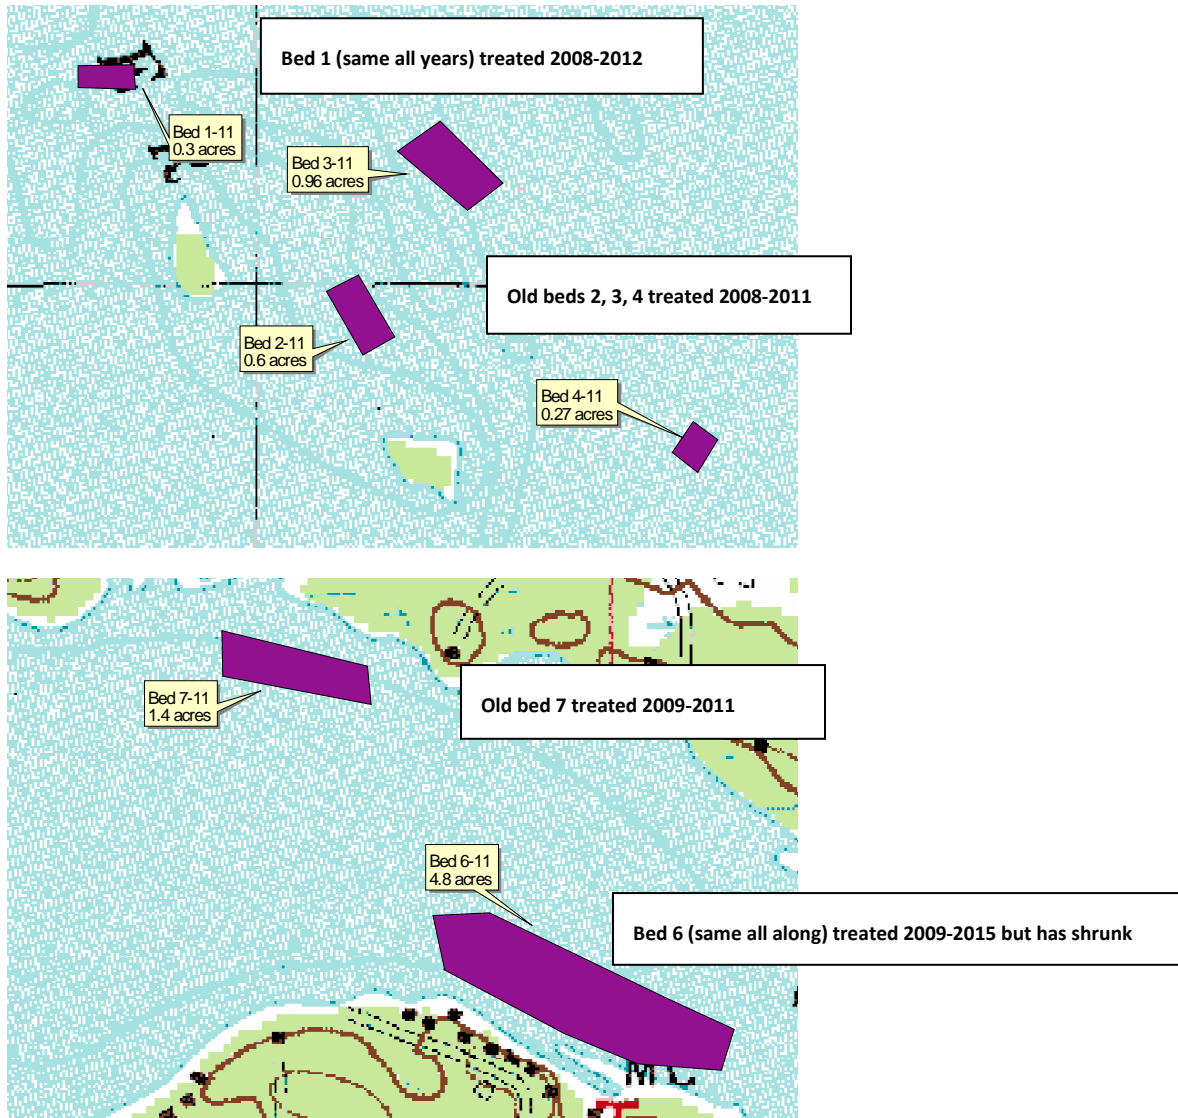 Bed 1 (same all years) treated 2008-2012
Bed 1-11
0.3 acres
Bed 3-11
0.96 acres
Old beds 2, 3, 4 treated 2008-2011
Bed 2-11
0.6 acres
Bed 4-11
0.27 acres
Bed 7-11
1.4 acres
Old bed 7 treated 2009-2011
Bed 6-11
4.8 acres
Bed 6 (same all along) treated 2009-2015 but has shrunk